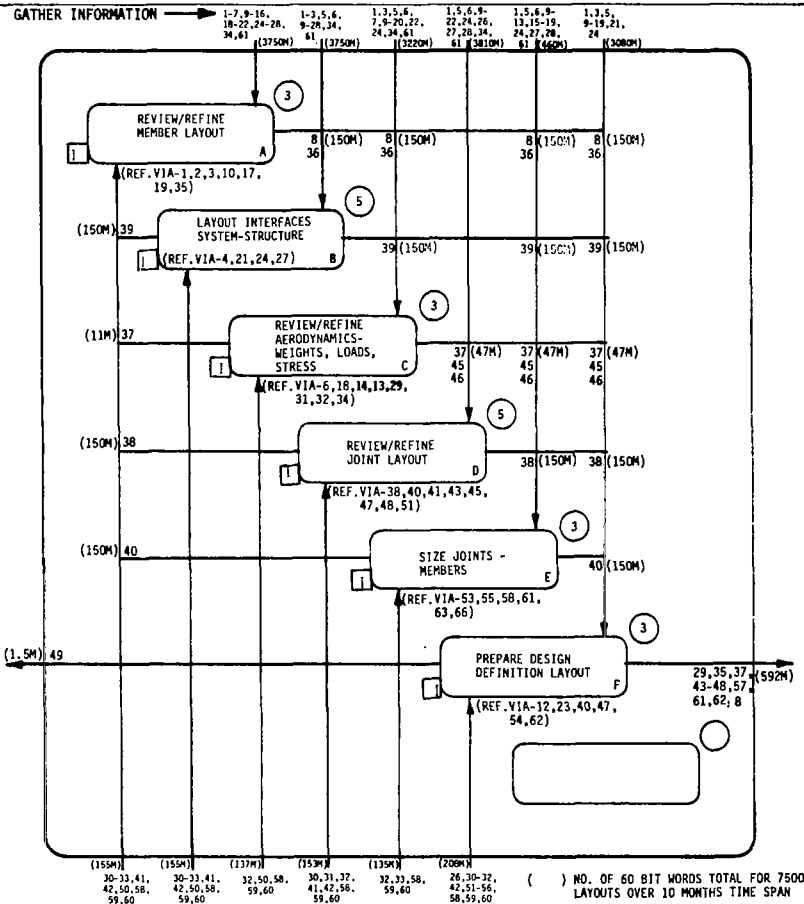 GATHER INFORMATION
1-7,9-16,
18-22,24-28,
34,61
(3750M)
1-3,5,6,
9-28,34,
61
(3750M)
1,3,5,6,
7,9-20,22,
24,34,61
(3220M)
1,5,6,9-
22,24,26,
27,28,34,
61 (3810M)
1,5,6,9-
13,15-19,
24,27,28,
61 (460M)
1,3,5,
9-19,21,
24
(3080M)
3
REVIEW/REFINE
MEMBER LAYOUT
A
1
(REF.VIA-1,2,3,10,17,
19,35)
8 (150M)
36
8 (150M)
36
8 (150M)
36
8 (150M)
36
5
(150M) 39
LAYOUT INTERFACES
SYSTEM-STRUCTURE
(REF.VIA-4,21,24,27) B
39 (150M)
39 (150M)
39 (150M)
3
(11M) 37
REVIEW/REFINE
AERODYNAMICS-
WEIGHTS, LOADS,
STRESS C
1
(REF.VIA-6,18,14,13,29,
31,32,34)
37 (47M)
45
46
37 (47M)
45
46
37 (47M)
45
46
5
(150M) 38
REVIEW/REFINE
JOINT LAYOUT
D
1
(REF.VIA-38,40,41,43,45,
47,48,51)
38 (150M)
38 (150M)
3
(150M) 40
SIZE JOINTS -
MEMBERS
E
1
(REF.VIA-53,55,58,61,
63,66)
40 (150M)
3
(1.5M) 49
PREPARE DESIGN
DEFINITION LAYOUT
F
(REF.VIA-12,23,40,47,
54,62)
29,35,37
43-48,57
61,62,8
(592M)
(155M)
30-33,41,
42,50,58,
59,60
(155M)
30-33,41,
42,50,58,
59,60
(137M)
32,50,58,
59,60
(153M)
30,31,32,
41,42,58,
59,60
(135M)
32,33,58,
59,60
(208M)
26,30-32,
42,51-56,
58,59,60
( ) NO. OF 60 BIT WORDS TOTAL FOR 7500
LAYOUTS OVER 10 MONTHS TIME SPAN